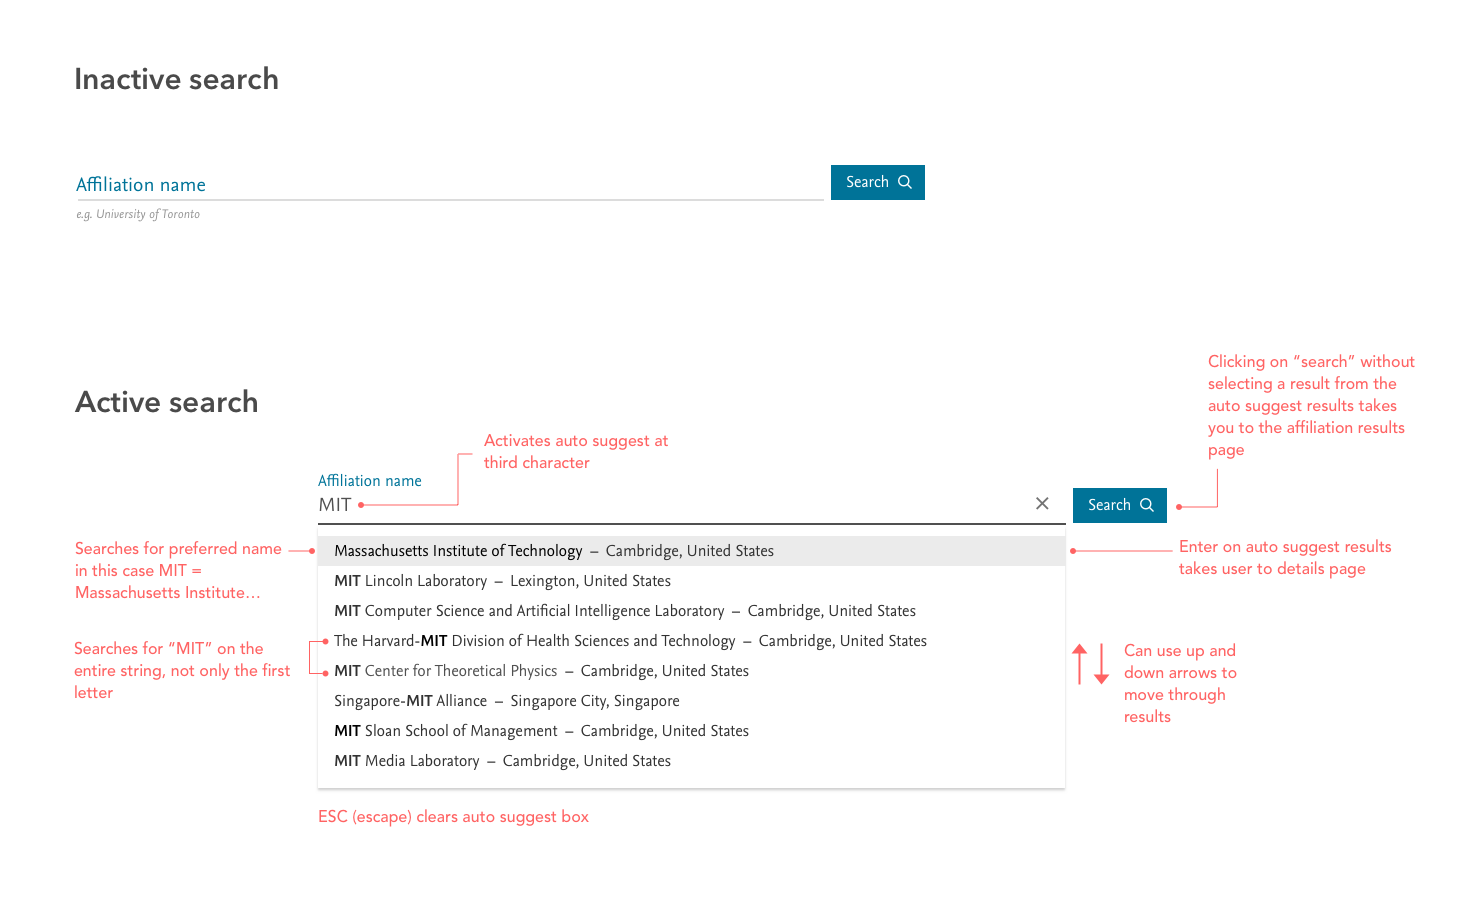 Inactive search
Affiliation name
Search
e.g. University of Toronto
Active search
Clicking on “search” without
selecting a result from the
auto suggest results takes
you to the affiliation results
page
Activates auto suggest at
third character
Affiliation name
MIT
Search
Searches for preferred name
in this case MIT =
Massachusetts Institute...
Massachusetts Institute of Technology – Cambridge, United States
MIT Lincoln Laboratory – Lexington, United States
MIT Computer Science and Artificial Intelligence Laboratory – Cambridge, United States
The Harvard-MIT Division of Health Sciences and Technology – Cambridge, United States
MIT Center for Theoretical Physics – Cambridge, United States
Singapore-MIT Alliance – Singapore City, Singapore
MIT Sloan School of Management – Cambridge, United States
MIT Media Laboratory – Cambridge, United States
Enter on auto suggest results
takes user to details page
Searches for “MIT” on the
entire string, not only the first
letter
Can use up and
down arrows to
move through
results
ESC (escape) clears auto suggest box